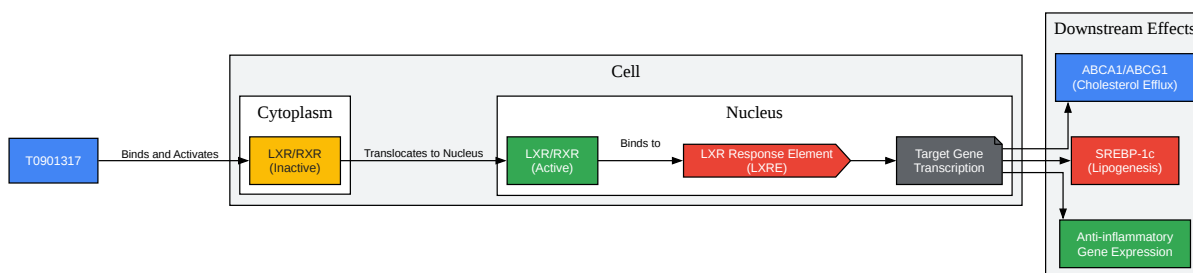 Downstream Effects
ABCA1/ABCG1
(Cholesterol Efflux)
Cell
Cytoplasm
Nucleus
T0901317
Binds and Activates
LXR/RXR
(Inactive)
Translocates to Nucleus
LXR/RXR
(Active)
Binds to
LXR Response Element
(LXRE)
Target Gene
Transcription
SREBP-1c
(Lipogenesis)
Anti-inflammatory
Gene Expression